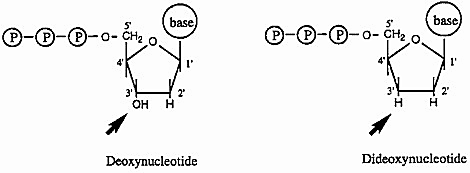 base
P P P O CH₂ 5' O
4' 1'
3' 2'
OH H
Deoxynucleotide
base
P P P O CH₂ 5' O
4' 1'
3' 2'
H H
Dideoxynucleotide